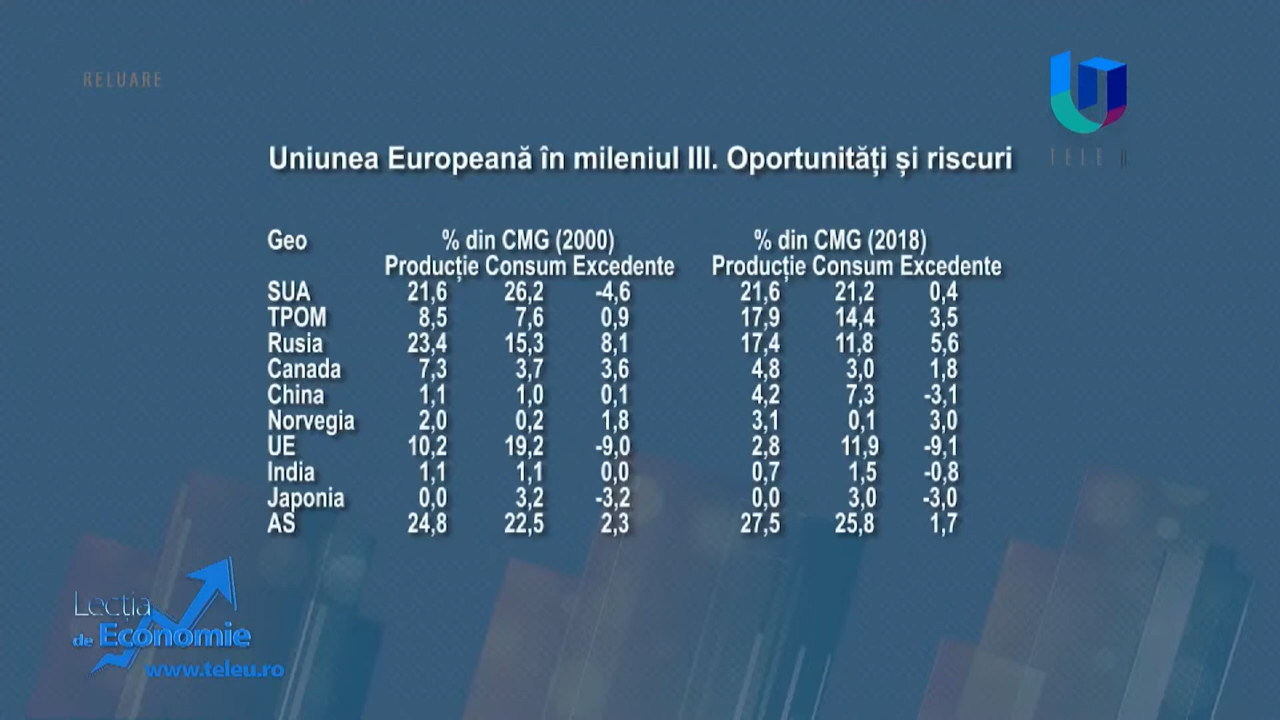 RELUARE
TELE U
Uniunea Europeană în mileniul III. Oportunități și riscuri
Geo % din CMG (2000) % din CMG (2018)
Producție Consum Excedente Producție Consum Excedente
SUA 21,6 26,2 -4,6 21,6 21,2 0,4
TPOM 8,5 7,6 0,9 17,9 14,4 3,5
Rusia 23,4 15,3 8,1 17,4 11,8 5,6
Canada 7,3 3,7 3,6 4,8 3,0 1,8
China 1,1 1,0 0,1 4,2 7,3 -3,1
Norvegia 2,0 0,2 1,8 3,1 0,1 3,0
UE 10,2 19,2 -9,0 2,8 11,9 -9,1
India 1,1 1,1 0,0 0,7 1,5 -0,8
Japonia 0,0 3,2 -3,2 0,0 3,0 -3,0
AS 24,8 22,5 2,3 27,5 25,8 1,7
Lecția
de Economie
www.teleu.ro